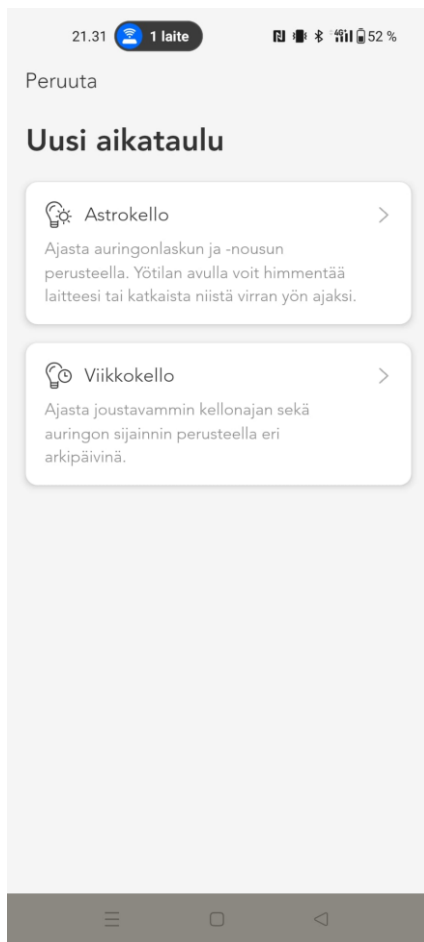 21.31 1 laite 4G 52 %
Peruuta
Uusi aikataulu
Astrokello
Ajasta auringonlaskun ja -nousun
perusteella. Yötilan avulla voit himmentää
laitteesi tai katkaista niistä virran yön ajaksi.
Viikkokello
Ajasta joustavammin kellonajan sekä
auringon sijainnin perusteella eri
arkipäivinä.